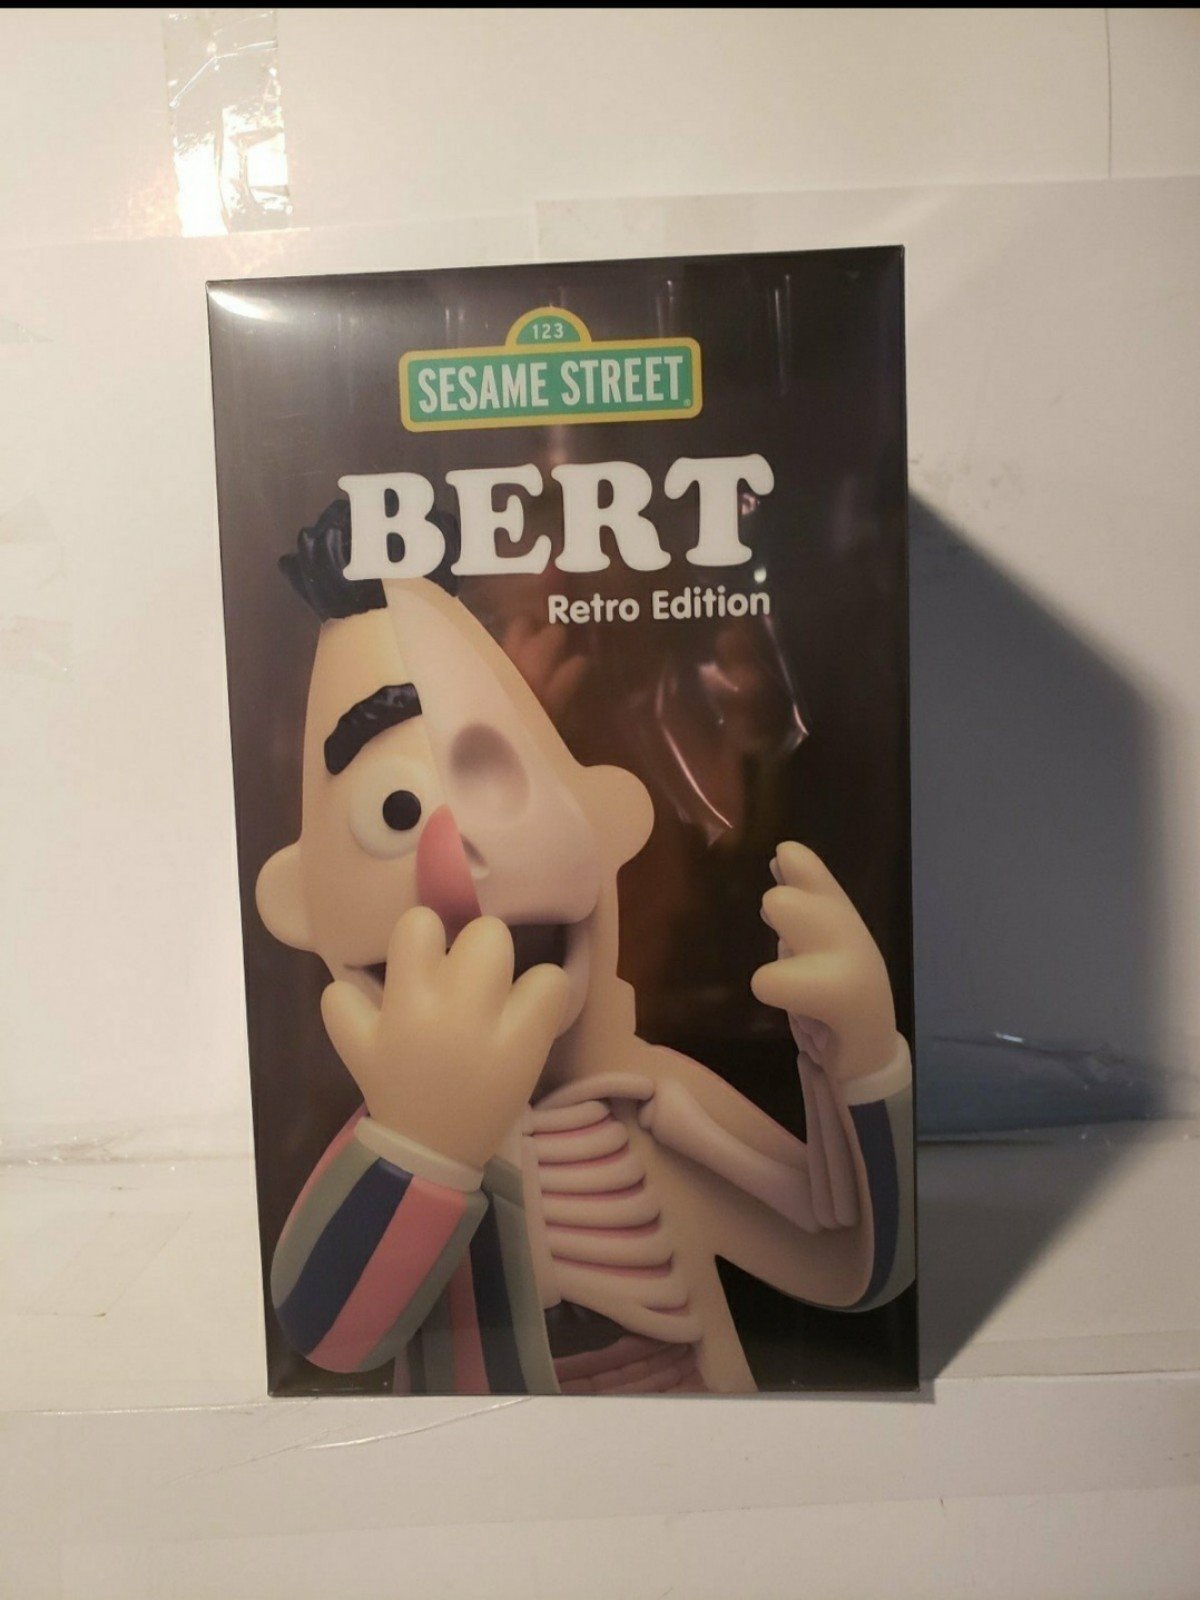 123
SESAME STREET
BERT
Retro Edition